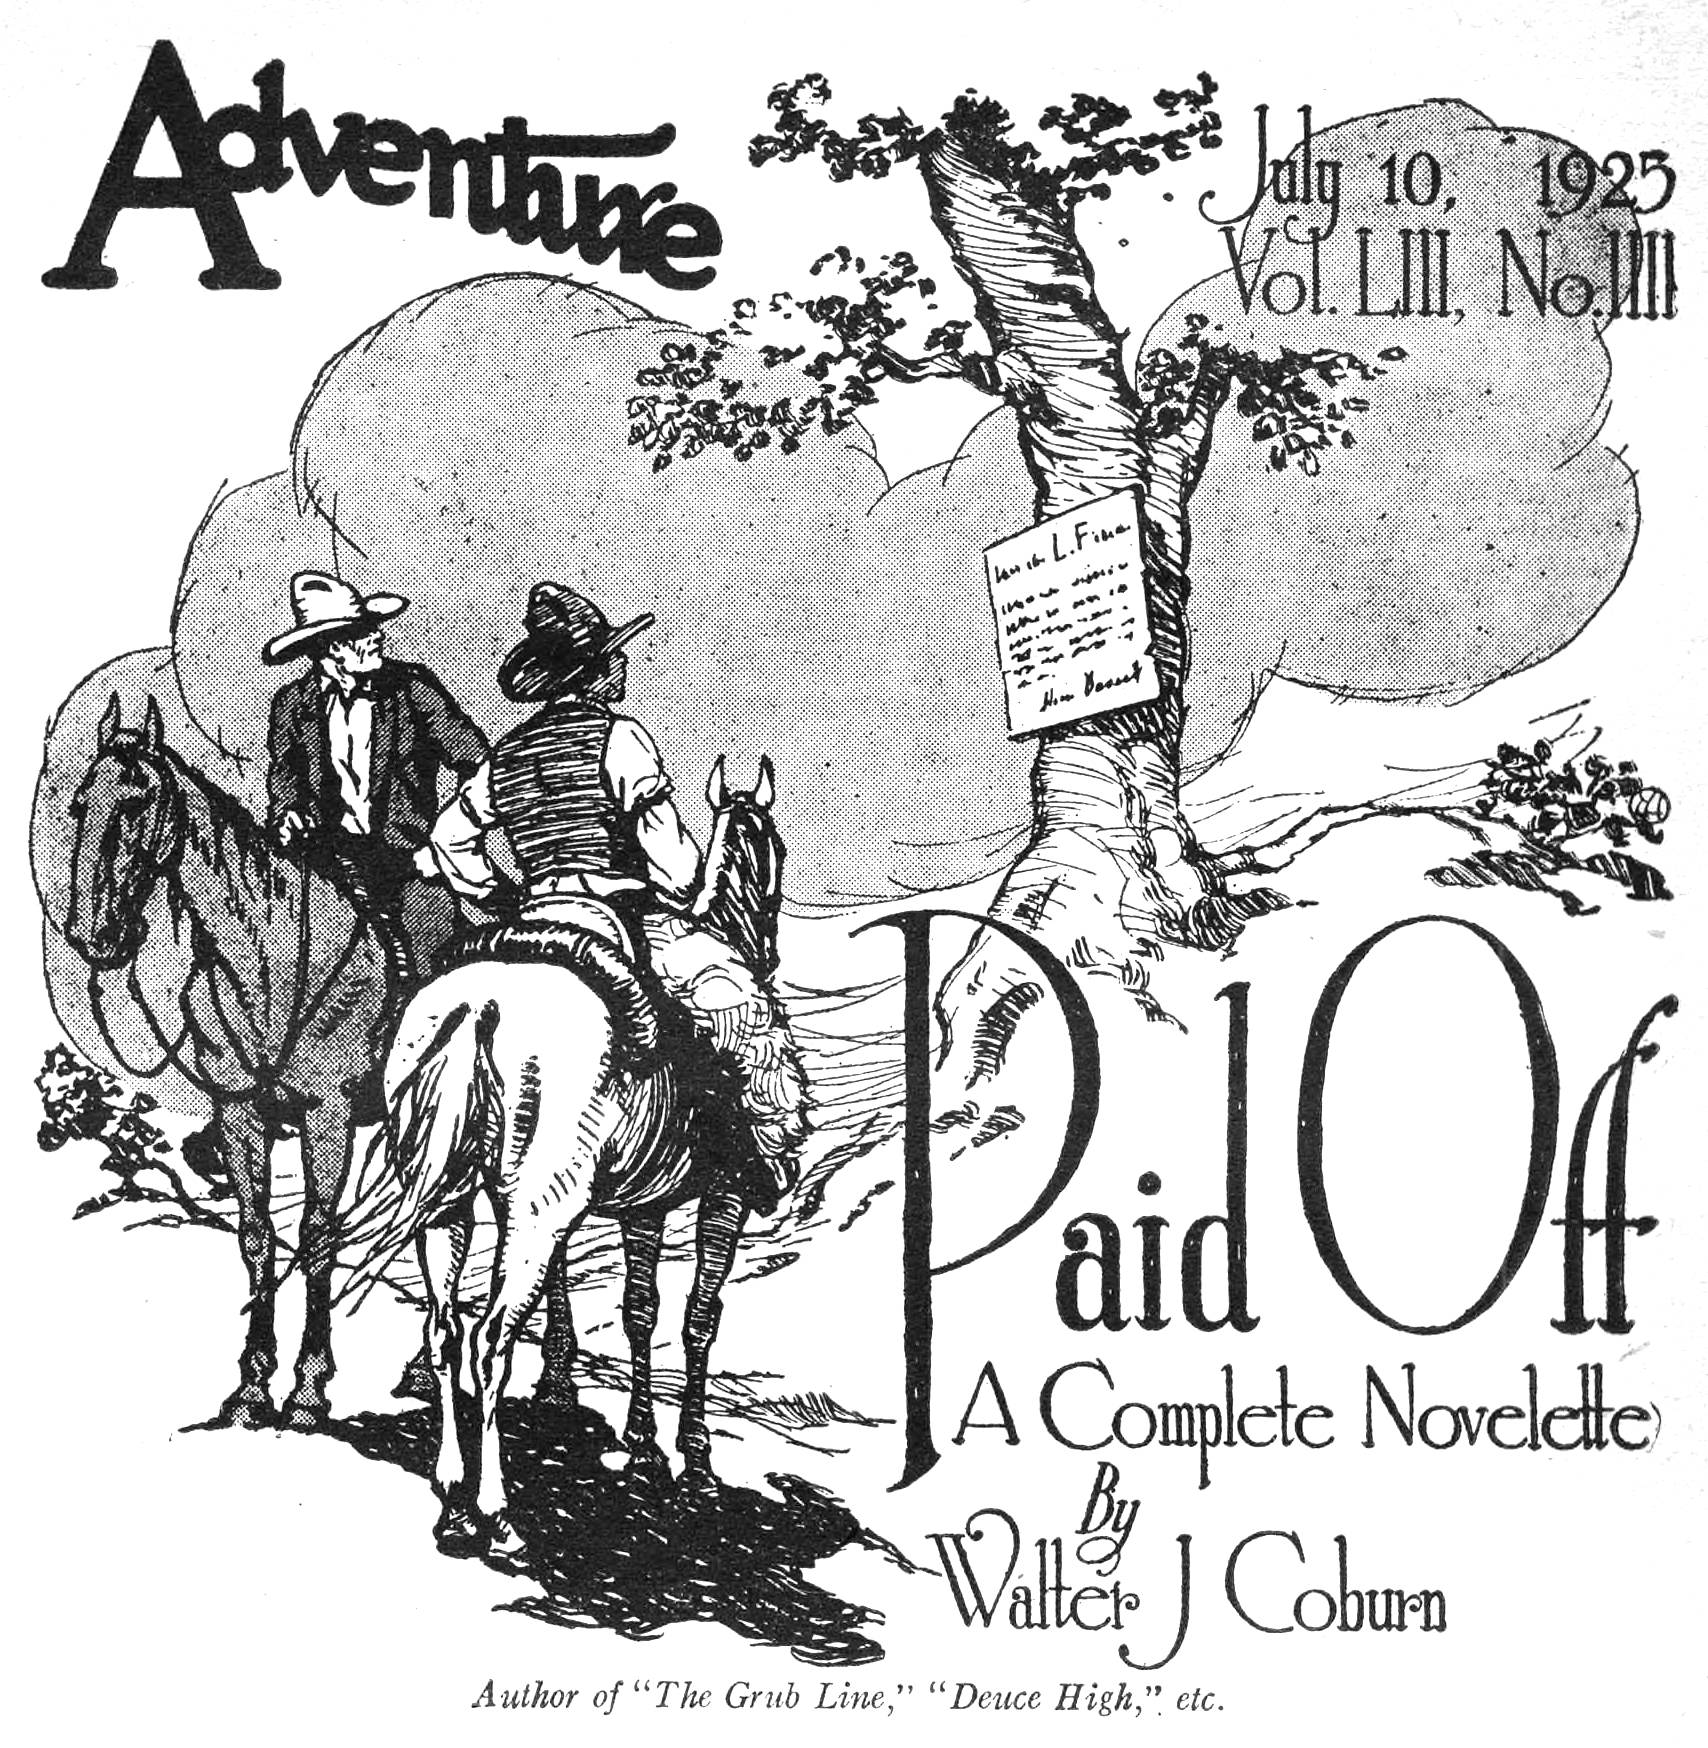 Adventure
July 10, 1925
Vol. LIII, No. IIII
L. Fina
Paid Off
A Complete Novelette
By
Walter J Coburn
Author of "The Grub Line," "Deuce High," etc.